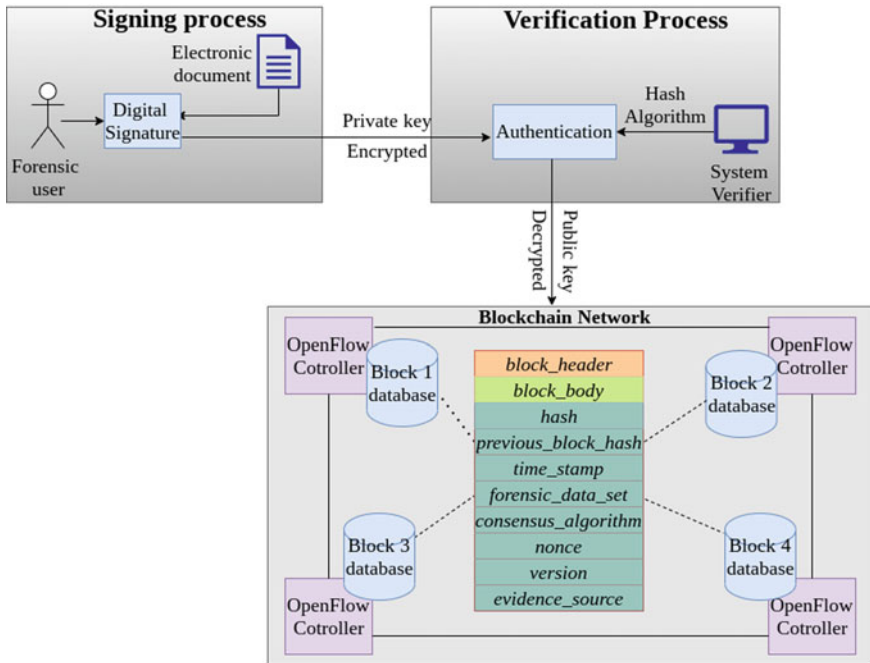 Signing process
Electronic
document
Digital
Signature
Forensic
user
Private key
Encrypted
Verification Process
Authentication
Hash
Algorithm
System
Verifier
Public key
Decrypted
Blockchain Network
OpenFlow
Cotroller
Block 1
database
block_header
block_body
hash
previous_block_hash
time_stamp
forensic_data_set
consensus_algorithm
nonce
version
evidence_source
OpenFlow
Cotroller
Block 2
database
Block 3
database
OpenFlow
Cotroller
Block 4
database
OpenFlow
Cotroller